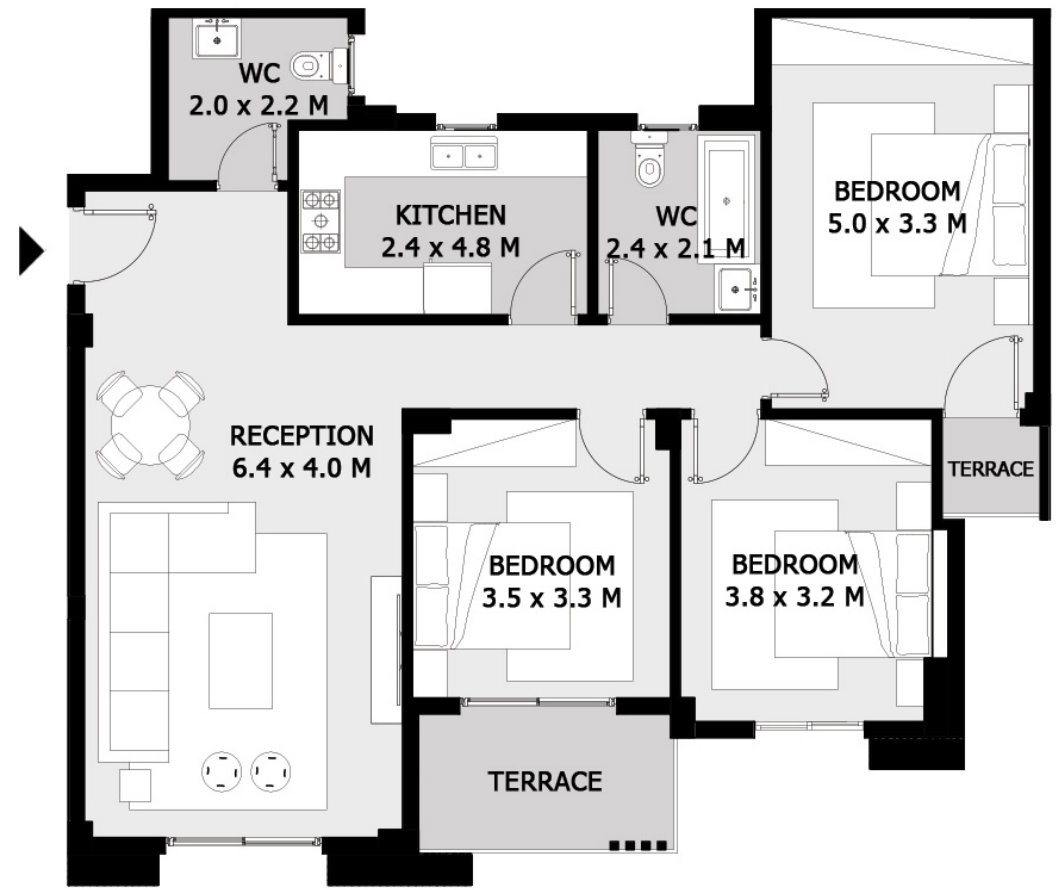 WC
2.0 x 2.2 M
KITCHEN
2.4 x 4.8 M
WC
2.4 x 2.1 M
BEDROOM
5.0 x 3.3 M
RECEPTION
6.4 x 4.0 M
TERRACE
BEDROOM
3.5 x 3.3 M
BEDROOM
3.8 x 3.2 M
TERRACE